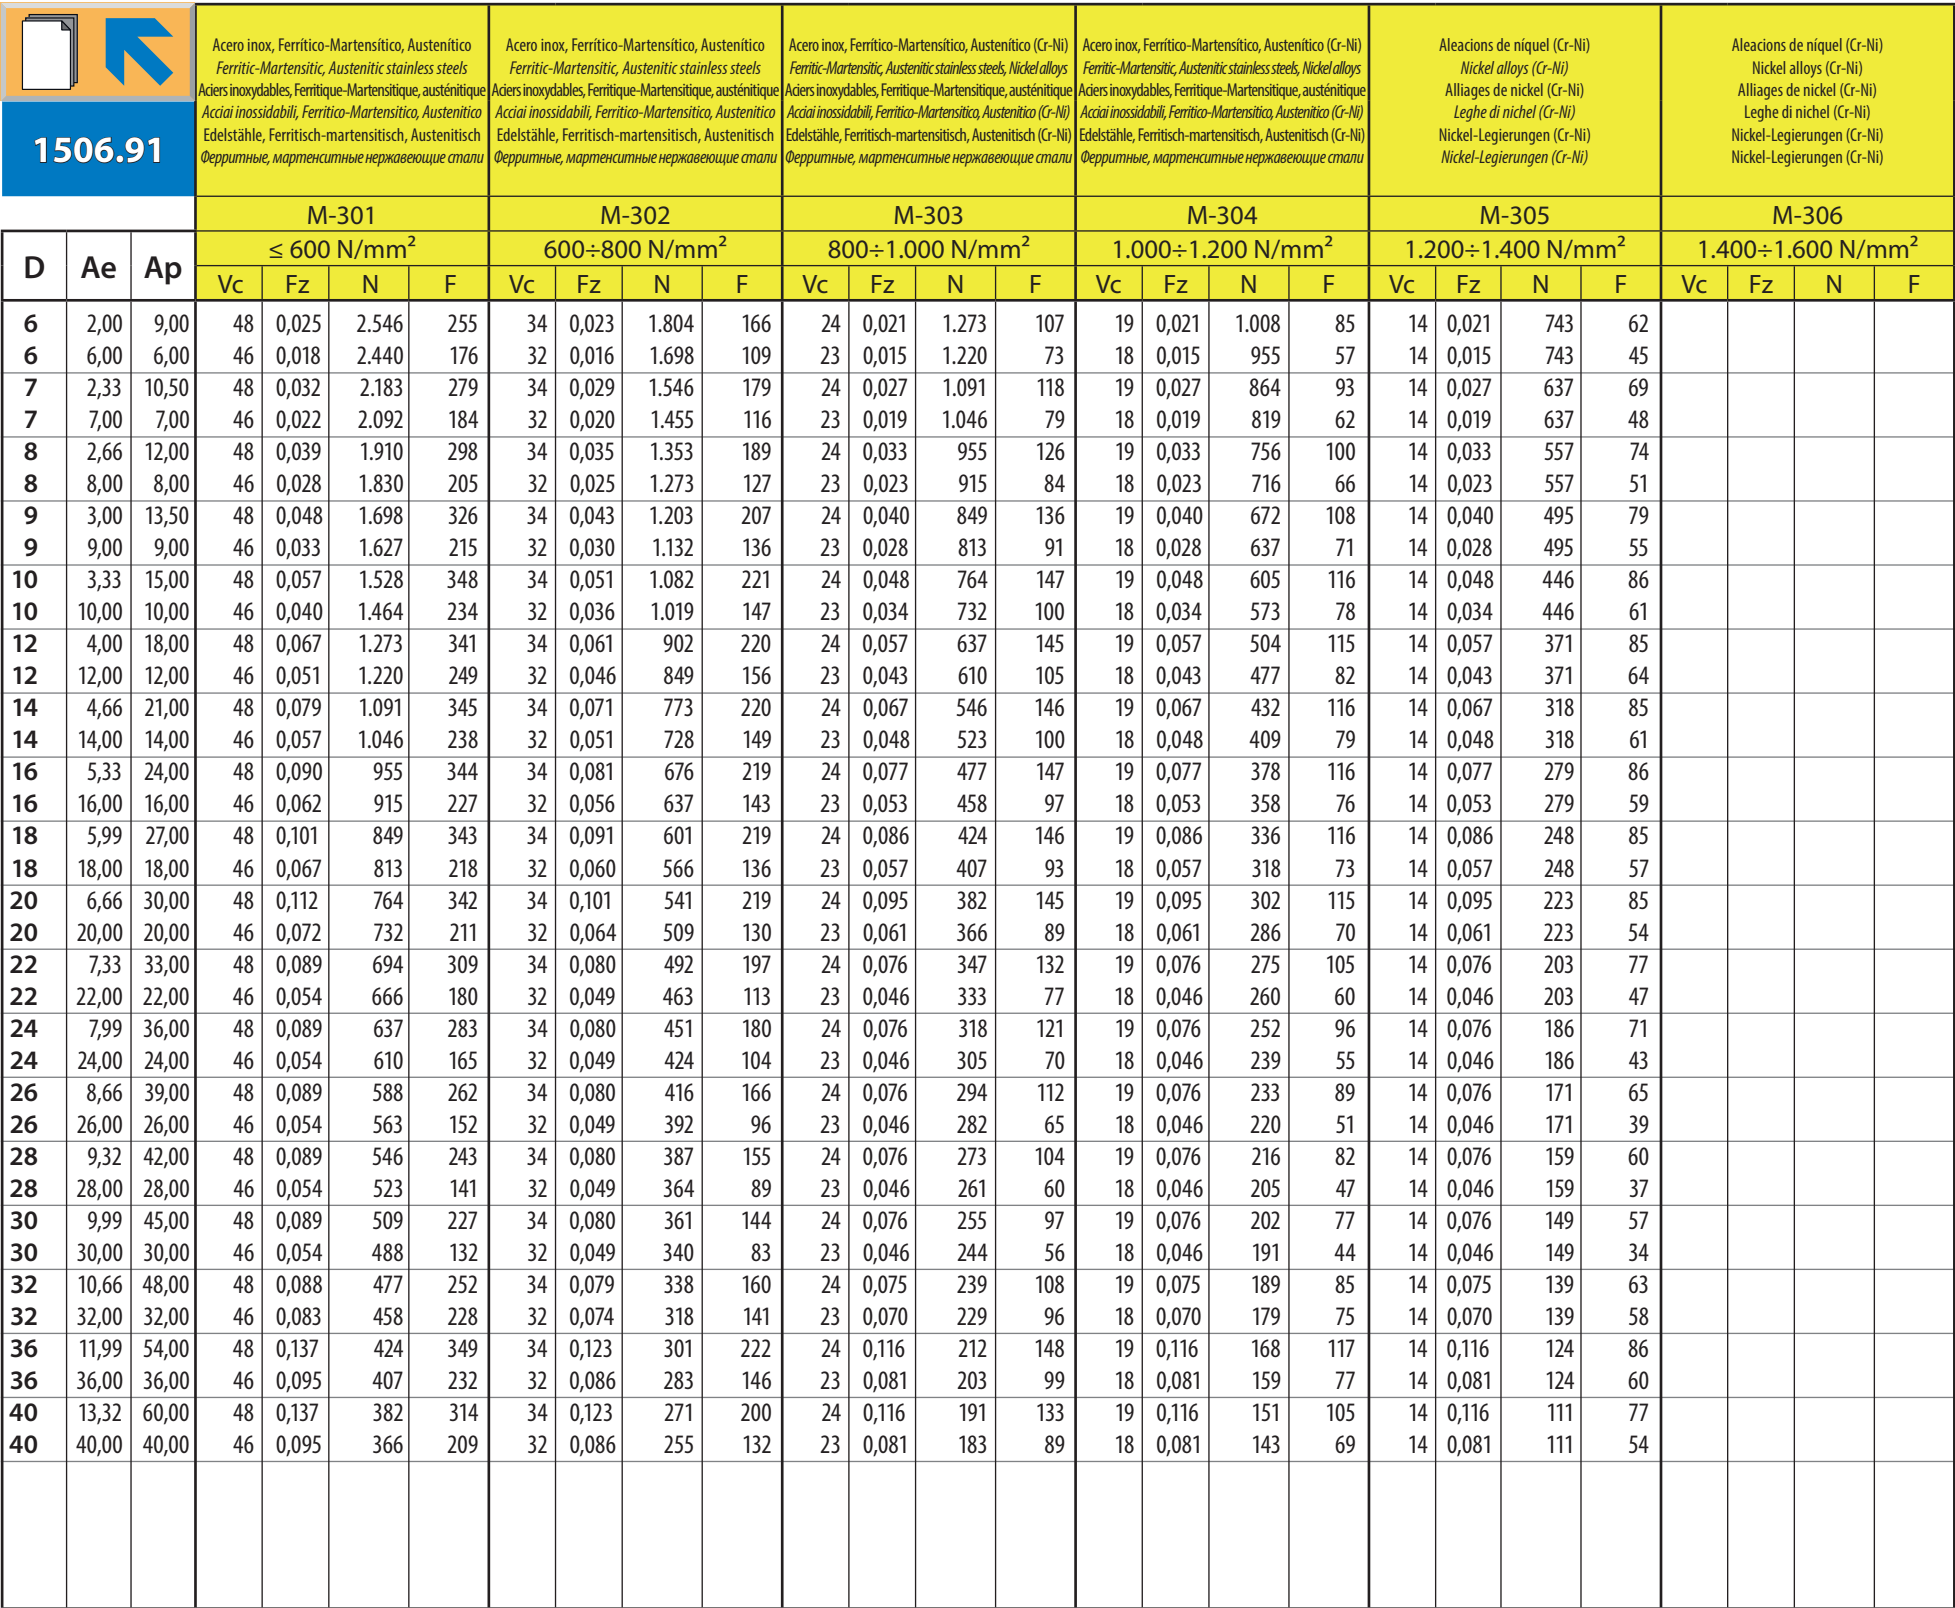 Acero inox, Ferrítico-Martensítico, Austenítico
Ferritic-Martensitic, Austenitic stainless steels
Aciers inoxydables, Ferritique-Martensitique, austénitique
Acciai inossidabili, Ferritico-Martensitico, Austenitico
Edelstähle, Ferritisch-martensitisch, Austenitisch
Ферритные, мартенситные нержавеющие стали
Acero inox, Ferrítico-Martensítico, Austenítico
Ferritic-Martensitic, Austenitic stainless steels
Aciers inoxydables, Ferritique-Martensitique, austénitique
Acciai inossidabili, Ferritico-Martensitico, Austenitico
Edelstähle, Ferritisch-martensitisch, Austenitisch
Ферритные, мартенситные нержавеющие стали
Acero inox, Ferrítico-Martensítico, Austenítico (Cr-Ni)
Ferritic-Martensitic, Austenitic stainless steels, Nickel alloys
Aciers inoxydables, Ferritique-Martensitique, austénitique
Acciai inossidabili, Ferritico-Martensitico, Austenitico (Cr-Ni)
Edelstähle, Ferritisch-martensitisch, Austenitisch (Cr-Ni)
Ферритные, мартенситные нержавеющие стали
Acero inox, Ferrítico-Martensítico, Austenítico (Cr-Ni)
Ferritic-Martensitic, Austenitic stainless steels, Nickel alloys
Aciers inoxydables, Ferritique-Martensitique, austénitique
Acciai inossidabili, Ferritico-Martensitico, Austenitico (Cr-Ni)
Edelstähle, Ferritisch-martensitisch, Austenitisch (Cr-Ni)
Ферритные, мартенситные нержавеющие стали
Aleacions de níquel (Cr-Ni)
Nickel alloys (Cr-Ni)
Alliages de nickel (Cr-Ni)
Leghe di nichel (Cr-Ni)
Nickel-Legierungen (Cr-Ni)
Nickel-Legierungen (Cr-Ni)
Aleacions de níquel (Cr-Ni)
Nickel alloys (Cr-Ni)
Alliages de nickel (Cr-Ni)
Leghe di nichel (Cr-Ni)
Nickel-Legierungen (Cr-Ni)
Nickel-Legierungen (Cr-Ni)
1506.91
M-301 M-302 M-303 M-304 M-305 M-306
D Ae Ap ≤ 600 N/mm² 600÷800 N/mm² 800÷1.000 N/mm² 1.000÷1.200 N/mm² 1.200÷1.400 N/mm² 1.400÷1.600 N/mm²
Vc Fz N F Vc Fz N F Vc Fz N F Vc Fz N F Vc Fz N F Vc Fz N F
6 2,00 9,00 48 0,025 2.546 255 34 0,023 1.804 166 24 0,021 1.273 107 19 0,021 1.008 85 14 0,021 743 62
6 6,00 6,00 46 0,018 2.440 176 32 0,016 1.698 109 23 0,015 1.220 73 18 0,015 955 57 14 0,015 743 45
7 2,33 10,50 48 0,032 2.183 279 34 0,029 1.546 179 24 0,027 1.091 118 19 0,027 864 93 14 0,027 637 69
7 7,00 7,00 46 0,022 2.092 184 32 0,020 1.455 116 23 0,019 1.046 79 18 0,019 819 62 14 0,019 637 48
8 2,66 12,00 48 0,039 1.910 298 34 0,035 1.353 189 24 0,033 955 126 19 0,033 756 100 14 0,033 557 74
8 8,00 8,00 46 0,028 1.830 205 32 0,025 1.273 127 23 0,023 915 84 18 0,023 716 66 14 0,023 557 51
9 3,00 13,50 48 0,048 1.698 326 34 0,043 1.203 207 24 0,040 849 136 19 0,040 672 108 14 0,040 495 79
9 9,00 9,00 46 0,033 1.627 215 32 0,030 1.132 136 23 0,028 813 91 18 0,028 637 71 14 0,028 495 55
10 3,33 15,00 48 0,057 1.528 348 34 0,051 1.082 221 24 0,048 764 147 19 0,048 605 116 14 0,048 446 86
10 10,00 10,00 46 0,040 1.464 234 32 0,036 1.019 147 23 0,034 732 100 18 0,034 573 78 14 0,034 446 61
12 4,00 18,00 48 0,067 1.273 341 34 0,061 902 220 24 0,057 637 145 19 0,057 504 115 14 0,057 371 85
12 12,00 12,00 46 0,051 1.220 249 32 0,046 849 156 23 0,043 610 105 18 0,043 477 82 14 0,043 371 64
14 4,66 21,00 48 0,079 1.091 345 34 0,071 773 220 24 0,067 546 146 19 0,067 432 116 14 0,067 318 85
14 14,00 14,00 46 0,057 1.046 238 32 0,051 728 149 23 0,048 523 100 18 0,048 409 79 14 0,048 318 61
16 5,33 24,00 48 0,090 955 344 34 0,081 676 219 24 0,077 477 147 19 0,077 378 116 14 0,077 279 86
16 16,00 16,00 46 0,062 915 227 32 0,056 637 143 23 0,053 458 97 18 0,053 358 76 14 0,053 279 59
18 5,99 27,00 48 0,101 849 343 34 0,091 601 219 24 0,086 424 146 19 0,086 336 116 14 0,086 248 85
18 18,00 18,00 46 0,067 813 218 32 0,060 566 136 23 0,057 407 93 18 0,057 318 73 14 0,057 248 57
20 6,66 30,00 48 0,112 764 342 34 0,101 541 219 24 0,095 382 145 19 0,095 302 115 14 0,095 223 85
20 20,00 20,00 46 0,072 732 211 32 0,064 509 130 23 0,061 366 89 18 0,061 286 70 14 0,061 223 54
22 7,33 33,00 48 0,089 694 309 34 0,080 492 197 24 0,076 347 132 19 0,076 275 105 14 0,076 203 77
22 22,00 22,00 46 0,054 666 180 32 0,049 463 113 23 0,046 333 77 18 0,046 260 60 14 0,046 203 47
24 7,99 36,00 48 0,089 637 283 34 0,080 451 180 24 0,076 318 121 19 0,076 252 96 14 0,076 186 71
24 24,00 24,00 46 0,054 610 165 32 0,049 424 104 23 0,046 305 70 18 0,046 239 55 14 0,046 186 43
26 8,66 39,00 48 0,089 588 262 34 0,080 416 166 24 0,076 294 112 19 0,076 233 89 14 0,076 171 65
26 26,00 26,00 46 0,054 563 152 32 0,049 392 96 23 0,046 282 65 18 0,046 220 51 14 0,046 171 39
28 9,32 42,00 48 0,089 546 243 34 0,080 387 155 24 0,076 273 104 19 0,076 216 82 14 0,076 159 60
28 28,00 28,00 46 0,054 523 141 32 0,049 364 89 23 0,046 261 60 18 0,046 205 47 14 0,046 159 37
30 9,99 45,00 48 0,089 509 227 34 0,080 361 144 24 0,076 255 97 19 0,076 202 77 14 0,076 149 57
30 30,00 30,00 46 0,054 488 132 32 0,049 340 83 23 0,046 244 56 18 0,046 191 44 14 0,046 149 34
32 10,66 48,00 48 0,088 477 252 34 0,079 338 160 24 0,075 239 108 19 0,075 189 85 14 0,075 139 63
32 32,00 32,00 46 0,083 458 228 32 0,074 318 141 23 0,070 229 96 18 0,070 179 75 14 0,070 139 58
36 11,99 54,00 48 0,137 424 349 34 0,123 301 222 24 0,116 212 148 19 0,116 168 117 14 0,116 124 86
36 36,00 36,00 46 0,095 407 232 32 0,086 283 146 23 0,081 203 99 18 0,081 159 77 14 0,081 124 60
40 13,32 60,00 48 0,137 382 314 34 0,123 271 200 24 0,116 191 133 19 0,116 151 105 14 0,116 111 77
40 40,00 40,00 46 0,095 366 209 32 0,086 255 132 23 0,081 183 89 18 0,081 143 69 14 0,081 111 54